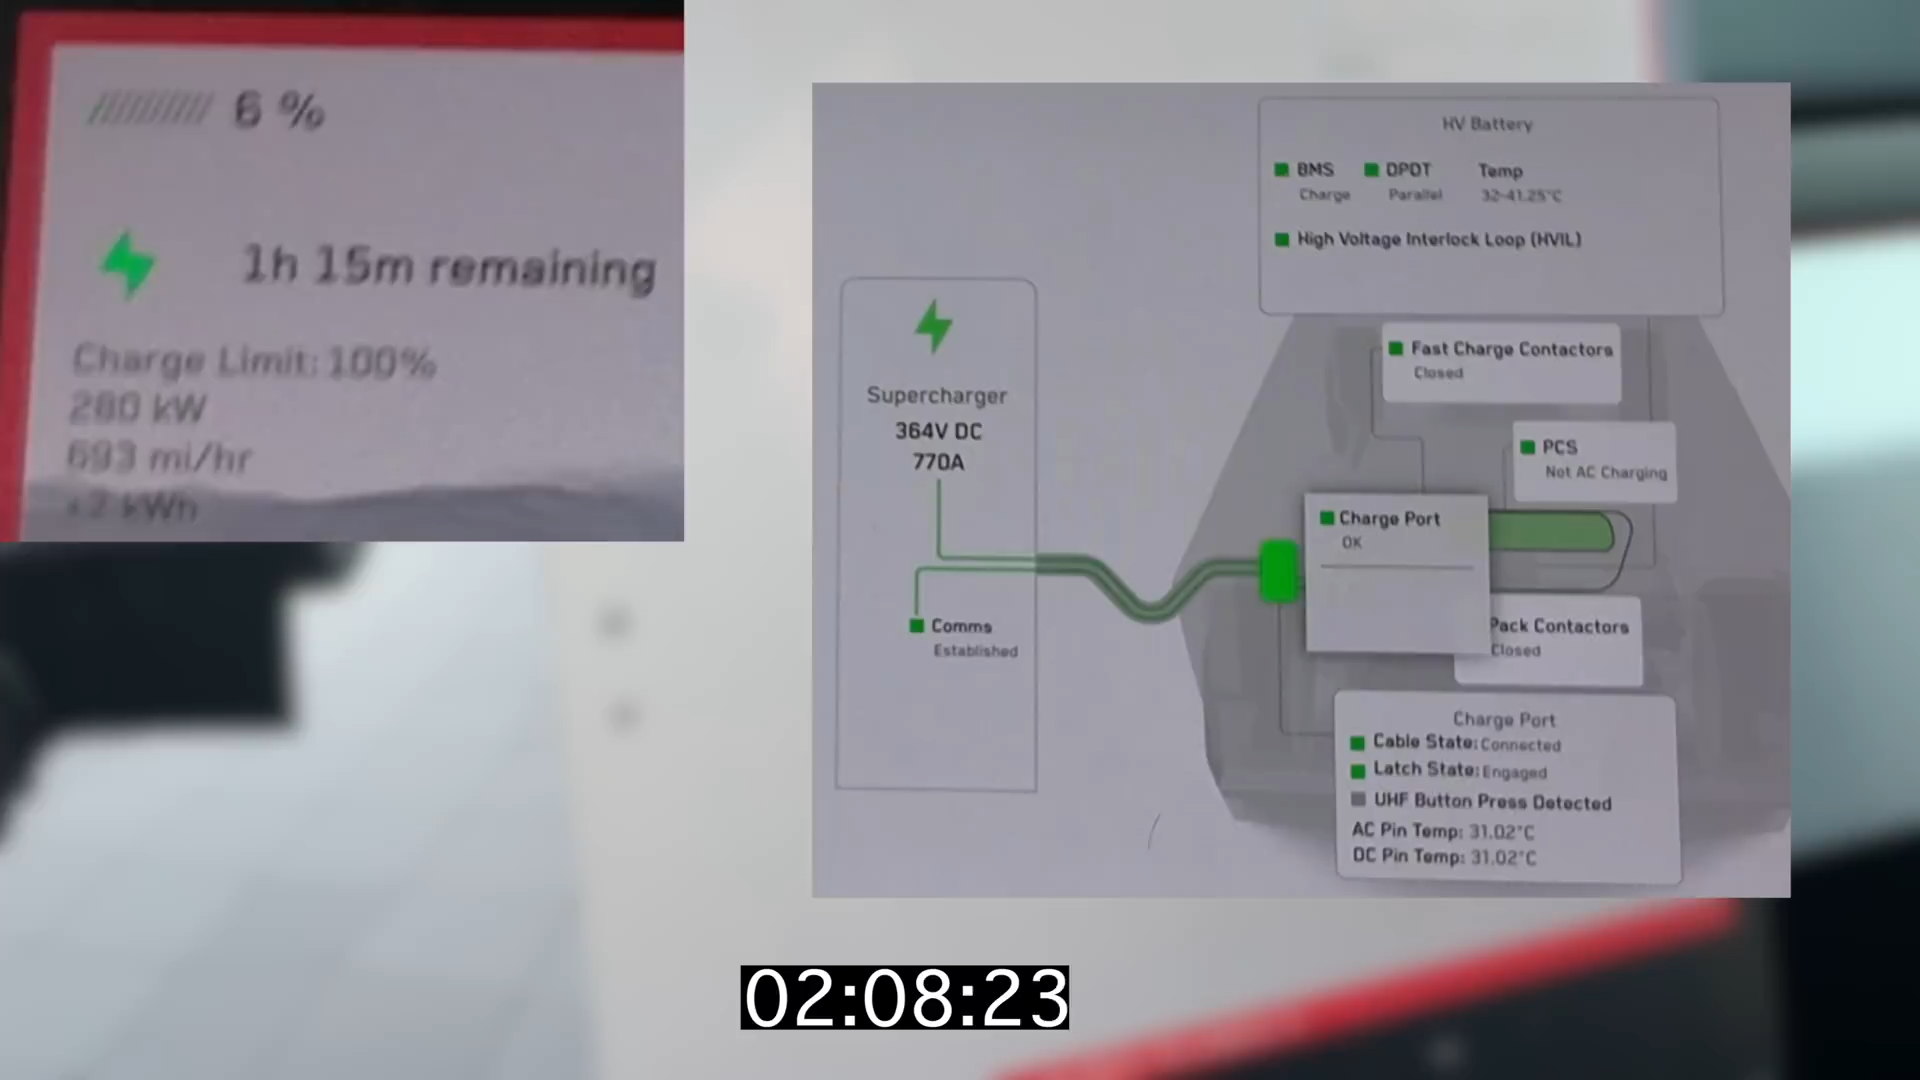 6 %
1h 15m remaining
Charge Limit: 100%
280 kW
693 mi/hr
+2 kWh
HV Battery
BMS DPDT Temp
Charge Parallel 32-41.25°C
High Voltage Interlock Loop (HVIL)
Fast Charge Contactors
Closed
Supercharger
364V DC
770A
PCS
Not AC Charging
Charge Port
OK
Comms
Established
Pack Contactors
Closed
Charge Port
Cable State: Connected
Latch State: Engaged
UHF Button Press Detected
AC Pin Temp: 31.02°C
DC Pin Temp: 31.02°C
02:08:23